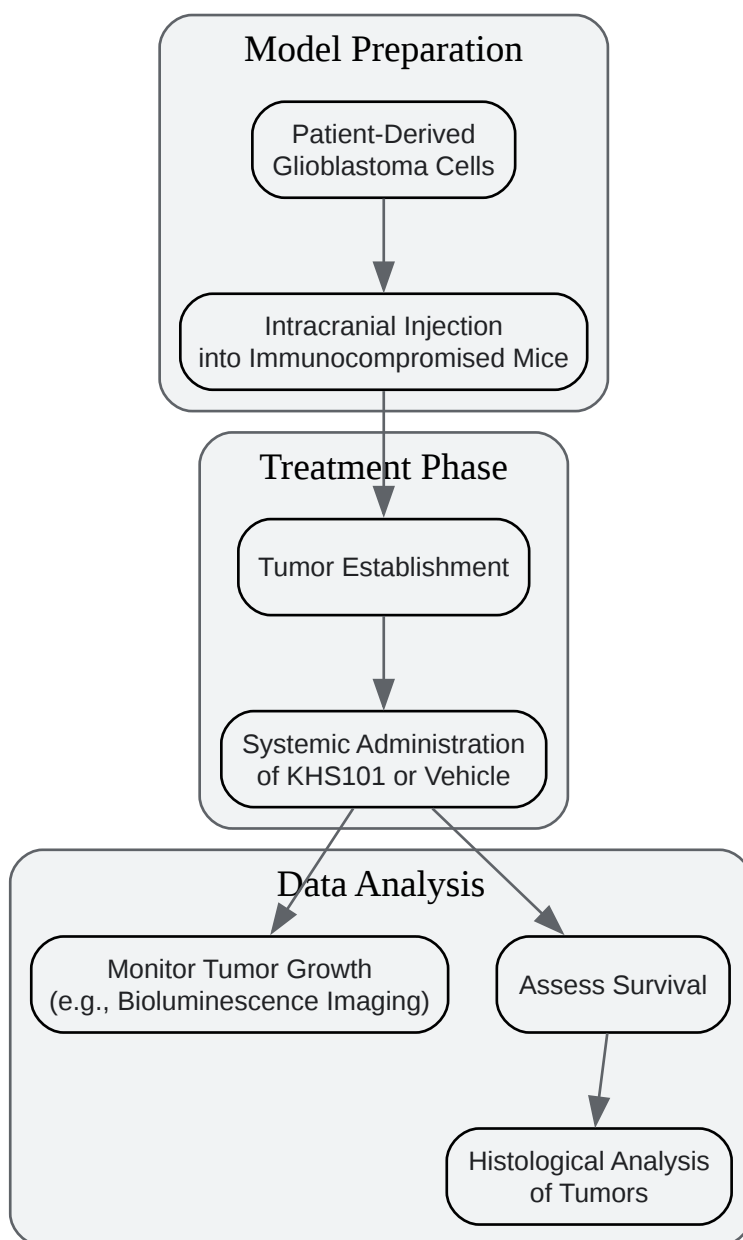 Model Preparation
Patient-Derived
Glioblastoma Cells
Intracranial Injection
into Immunocompromised Mice
Treatment Phase
Tumor Establishment
Systemic Administration
of KHS101 or Vehicle
Data Analysis
Monitor Tumor Growth
(e.g., Bioluminescence Imaging)
Assess Survival
Histological Analysis
of Tumors